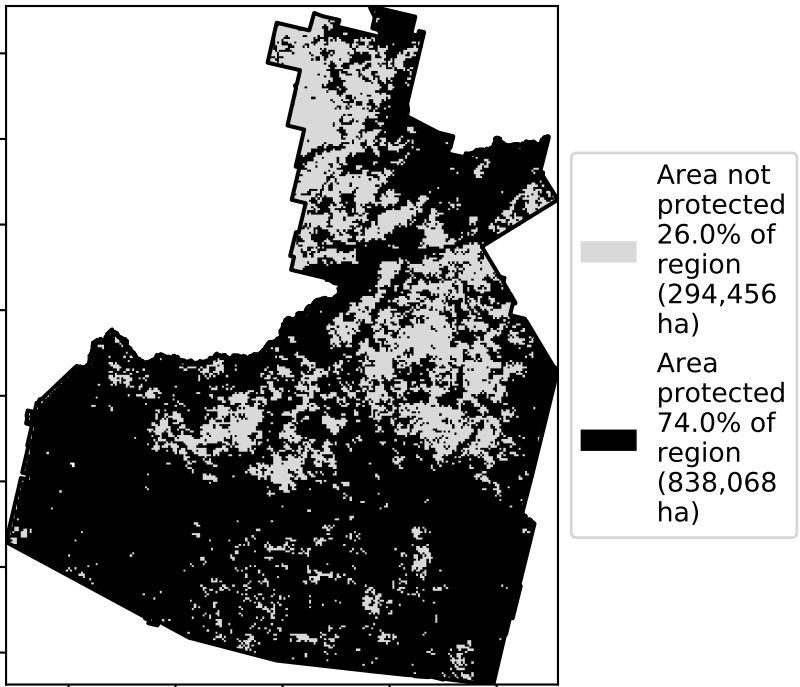 Area not
protected
26.0% of
region
(294,456
ha)
Area
protected
74.0% of
region
(838,068
ha)